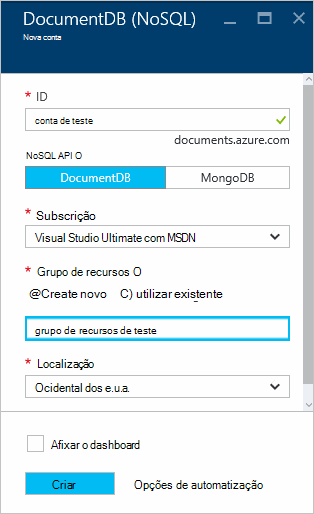 DocumentDB (NoSQL)
Nova conta
* ID
conta de teste
documents.azure.com
NoSQL API O
DocumentDB MongoDB
* Subscrição
Visual Studio Ultimate com MSDN
* Grupo de recursos O
@Create novo C) utilizar existente
grupo de recursos de teste
* Localização
Ocidental dos e.u.a.
Afixar o dashboard
Criar Opções de automatização